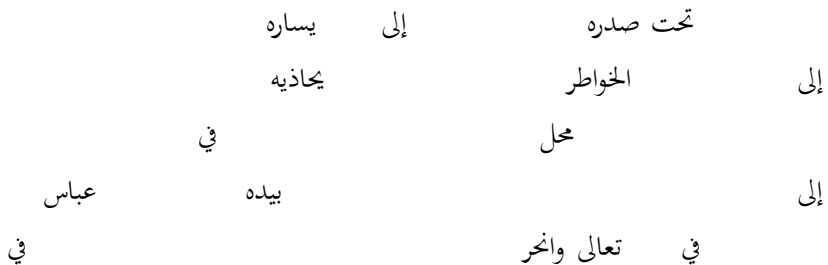 تحت صدره إلى يساره
إلى الخواطر يحاذيه
محل في
إلى بيده عباس
في تعالى وانحر في